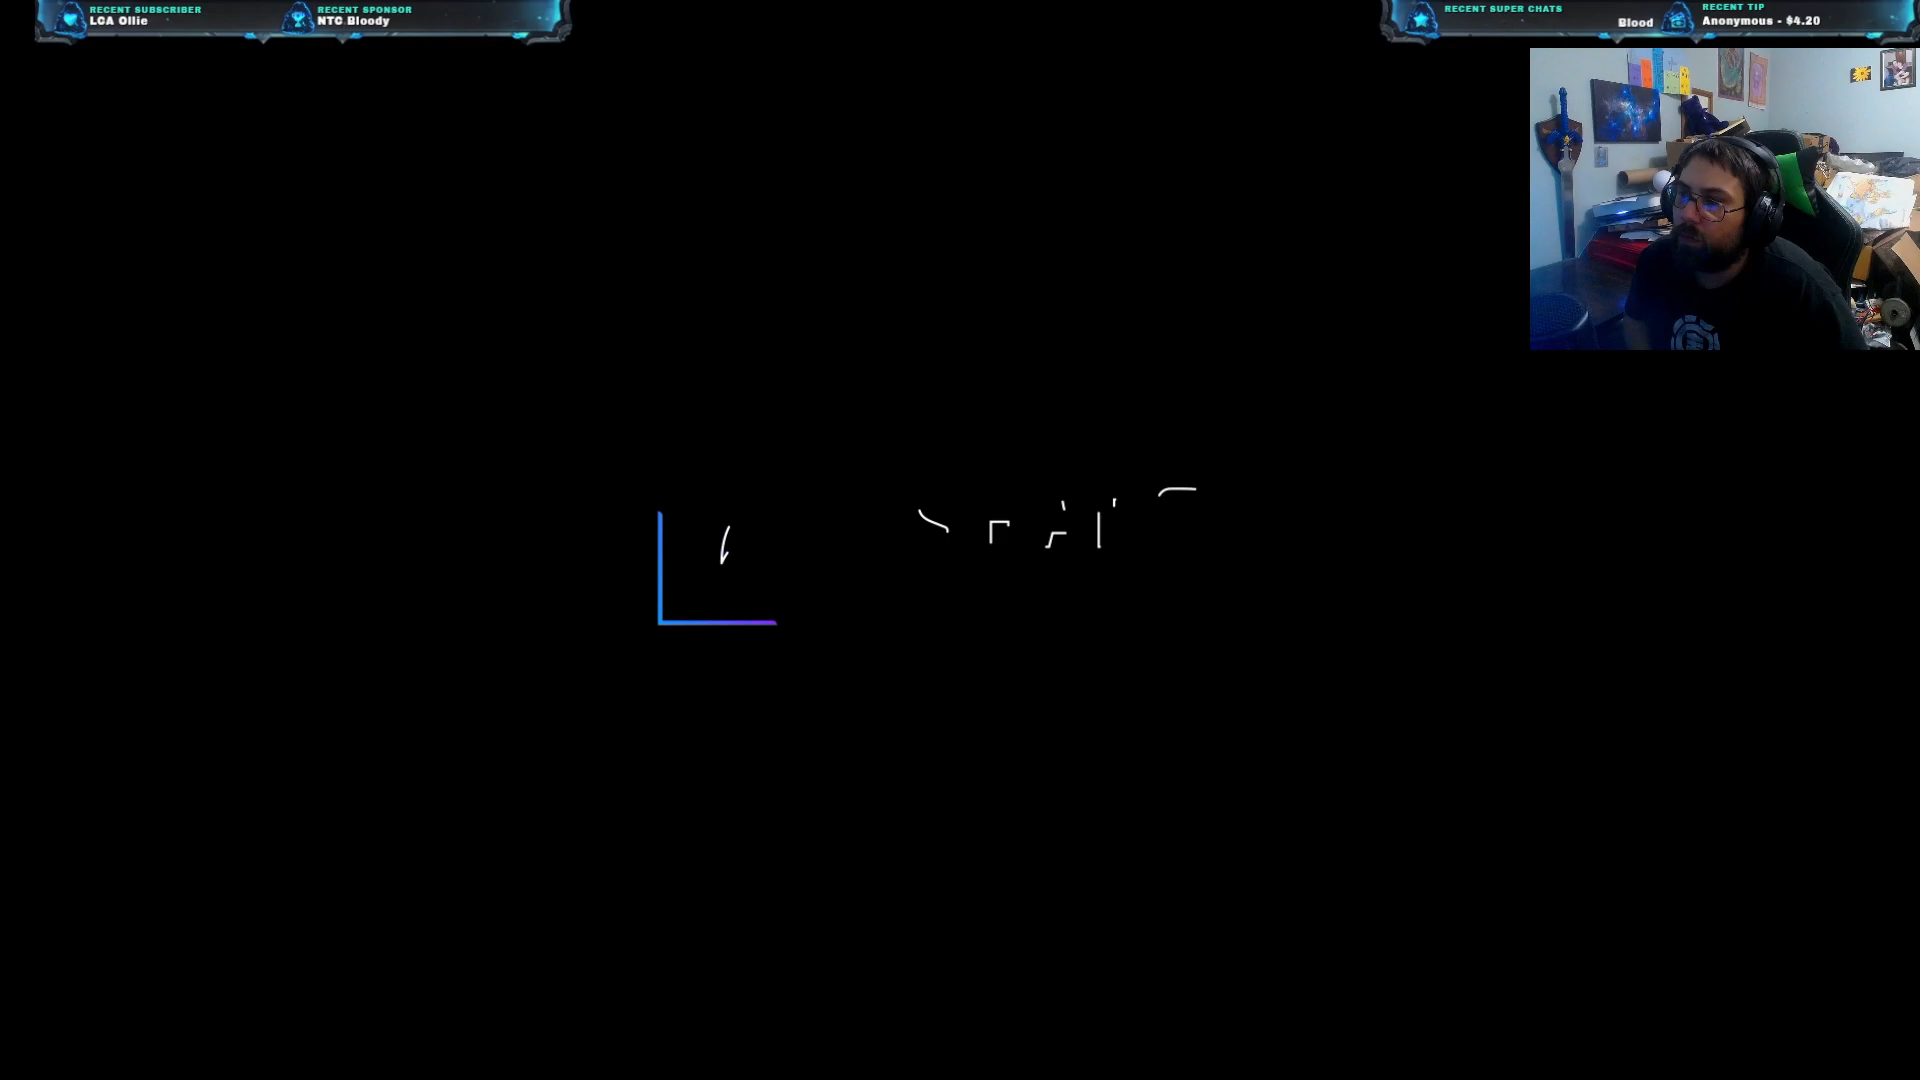 RECENT SUBSCRIBER
LCA Ollie
RECENT SPONSOR
NTC Bloody
RECENT SUPER CHATS
Blood
RECENT TIP
Anonymous - $4.20